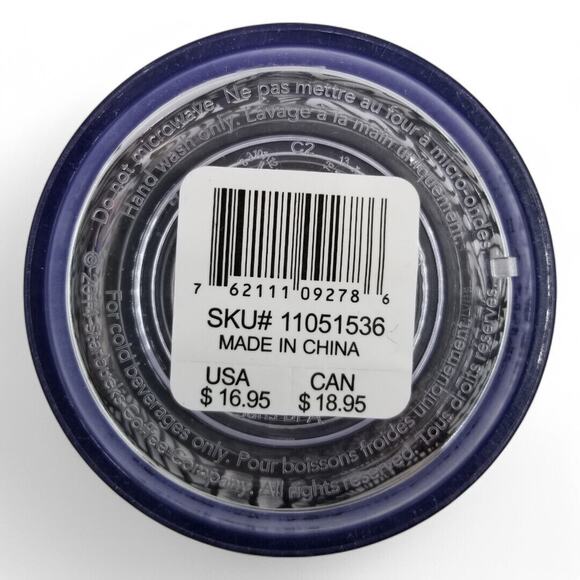 Do not microwave. Ne pas mettre au four à micro-ondes.
Hand wash only. Lavage à la main uniquement.
C2
7 62111 09278 6
SKU# 11051536
MADE IN CHINA
USA CAN
$ 16.95 $ 18.95
For cold beverages only. Pour boissons froides uniquement.
Starbucks Coffee Company. All rights reserved. Tous droits réservés.